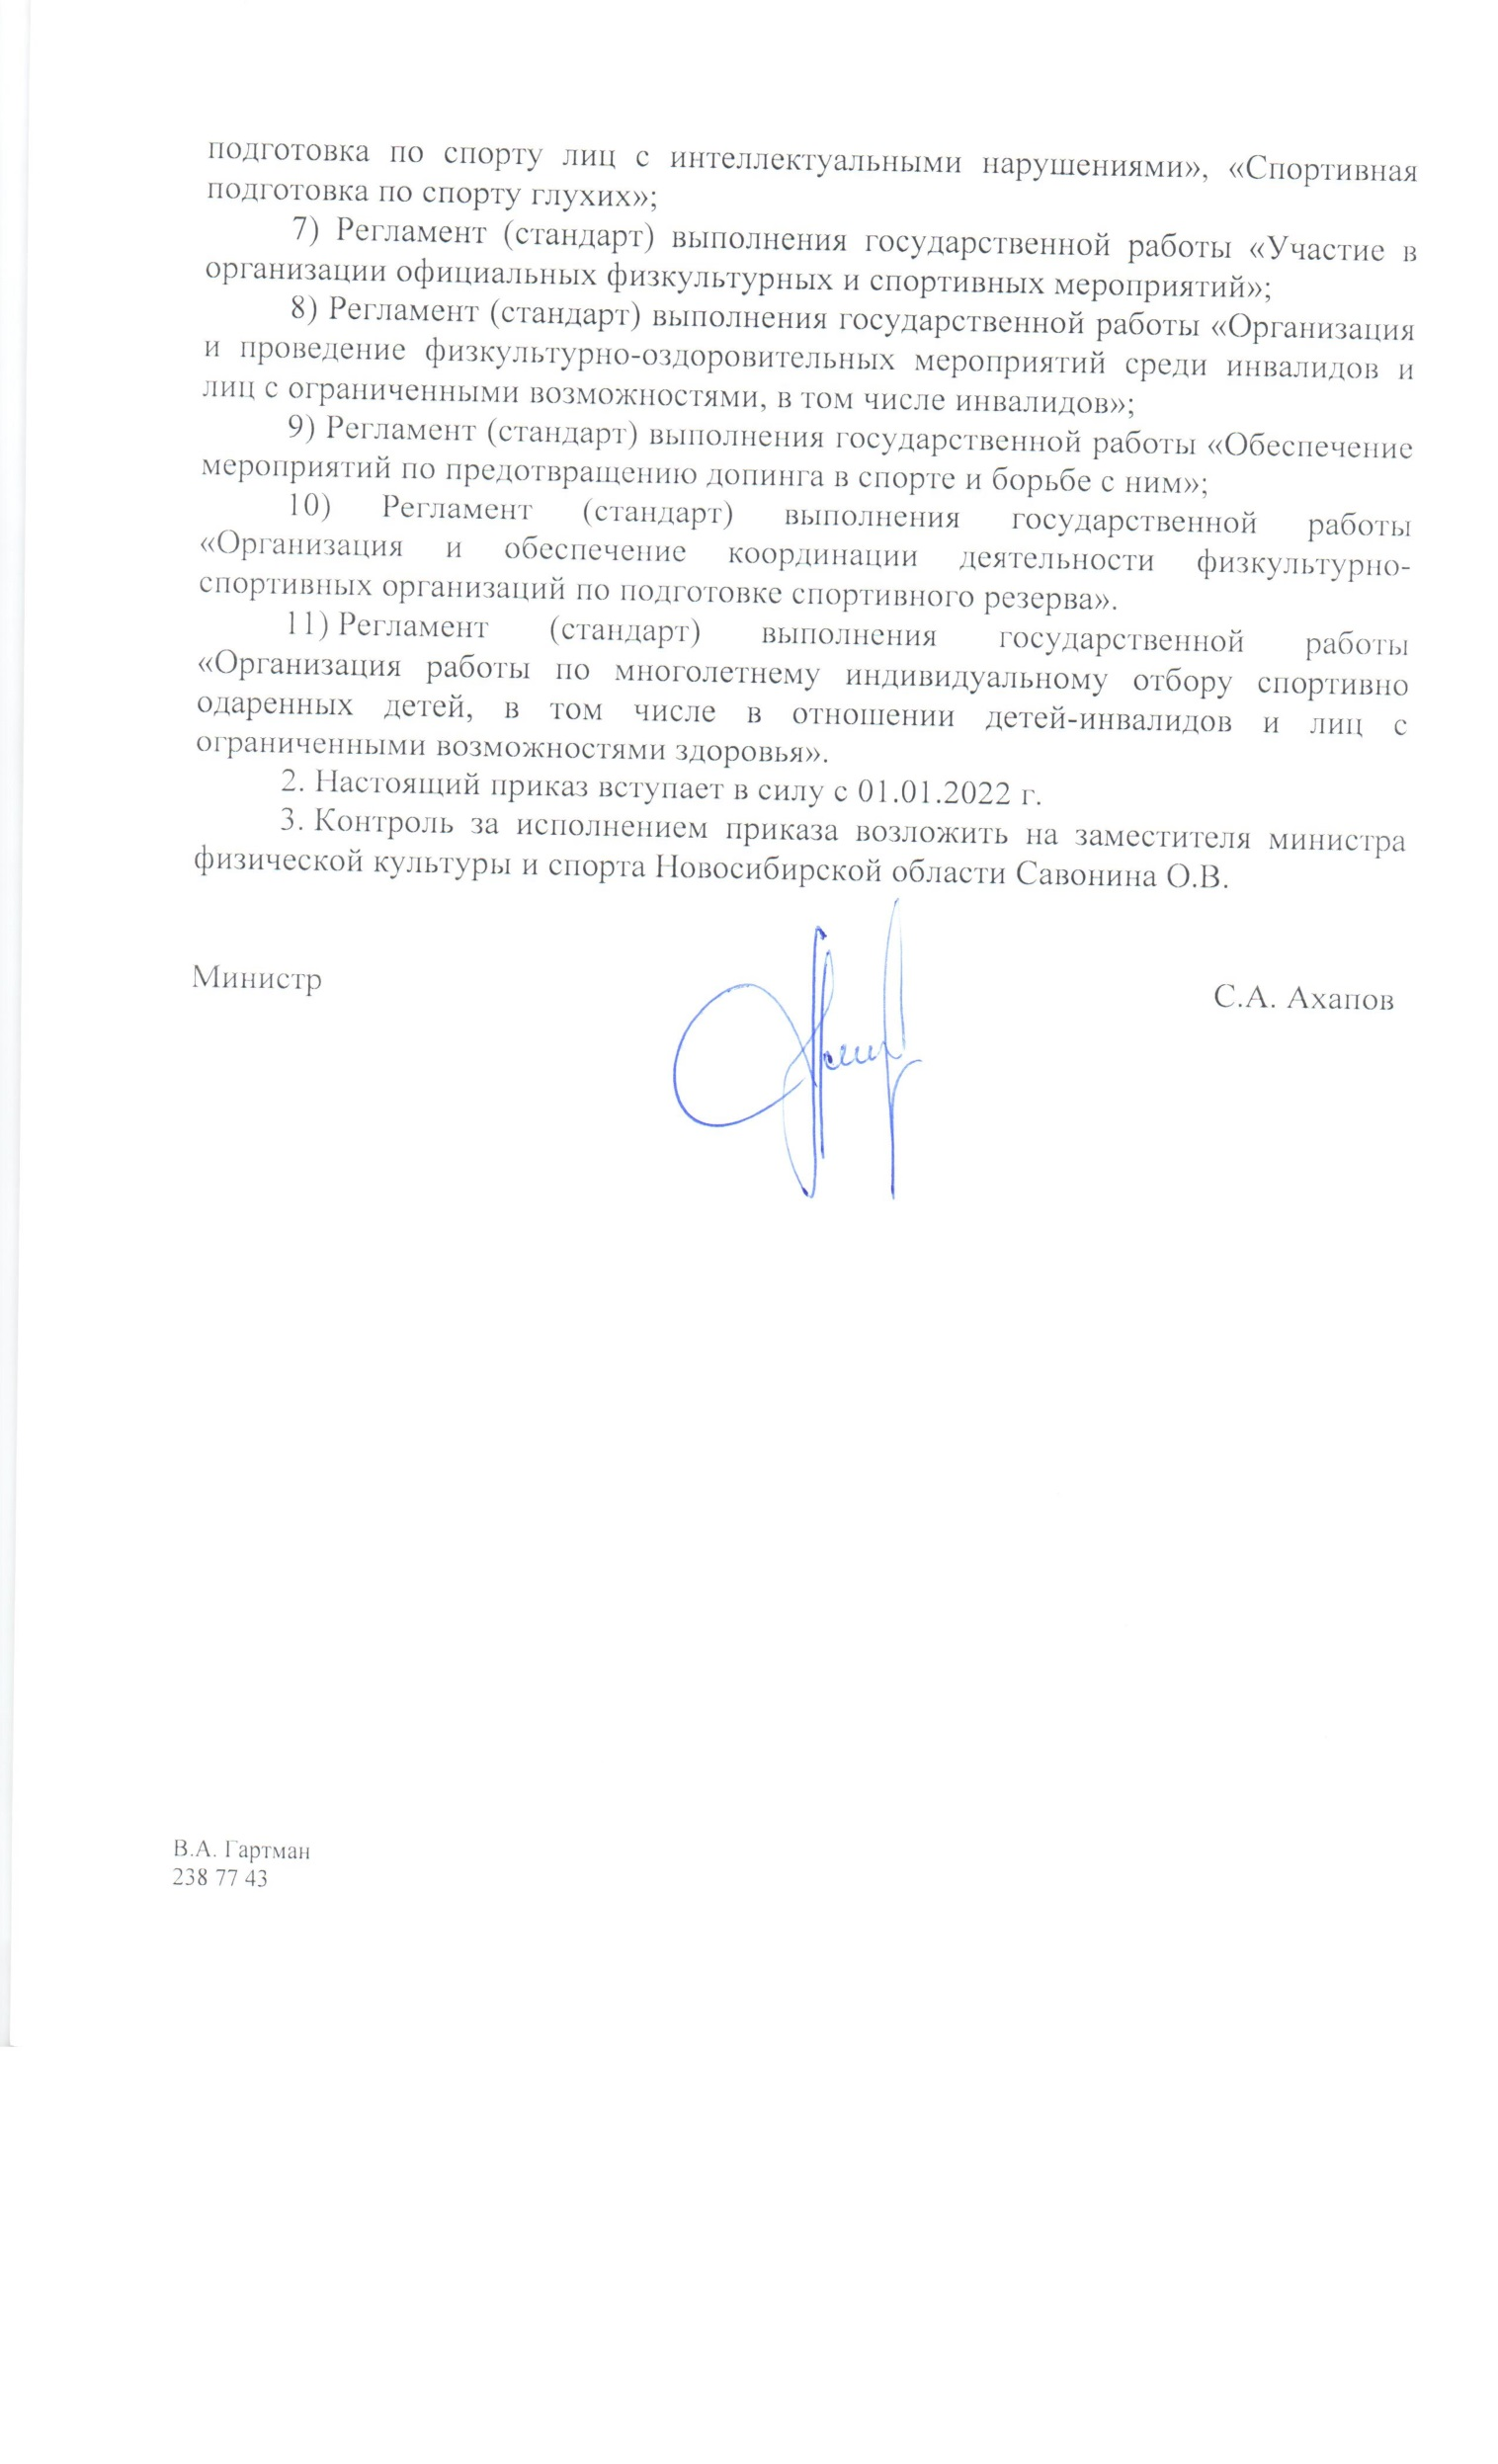 подготовка по спорту лиц с интеллектуальными нарушениями», «Спортивная
подготовка по спорту глухих»;
7) Регламент (стандарт) выполнения государственной работы «Участие в
организации официальных физкультурных и спортивных мероприятий»;
8) Регламент (стандарт) выполнения государственной работы «Организация
и проведение физкультурно-оздоровительных мероприятий среди инвалидов и
лиц с ограниченными возможностями, в том числе инвалидов»;
9) Регламент (стандарт) выполнения государственной работы «Обеспечение
мероприятий по предотвращению допинга в спорте и борьбе с ним»;
10) Регламент (стандарт) выполнения государственной работы
«Организация и обеспечение координации деятельности физкультурно-
спортивных организаций по подготовке спортивного резерва».
11) Регламент (стандарт) выполнения государственной работы
«Организация работы по многолетнему индивидуальному отбору спортивно
одаренных детей, в том числе в отношении детей-инвалидов и лиц с
ограниченными возможностями здоровья».
2. Настоящий приказ вступает в силу с 01.01.2022 г.
3. Контроль за исполнением приказа возложить на заместителя министра
физической культуры и спорта Новосибирской области Савонина О.В.
Министр
С.А. Ахапов
В.А. Гартман
238 77 43